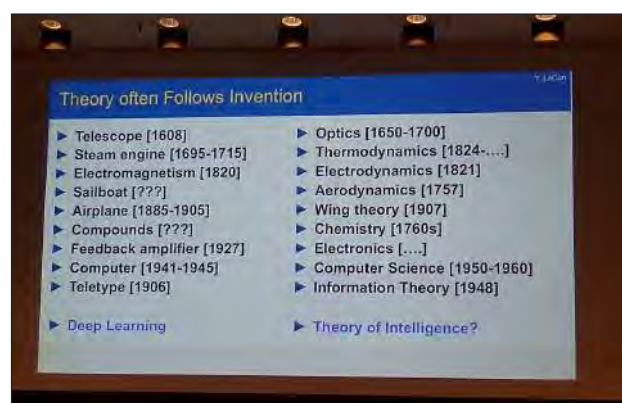 Y. LeCun
Theory often Follows Invention
► Telescope [1608]
► Steam engine [1695-1715]
► Electromagnetism [1820]
► Sailboat [???]
► Airplane [1885-1905]
► Compounds [???]
► Feedback amplifier [1927]
► Computer [1941-1945]
► Teletype [1906]
► Deep Learning
► Optics [1650-1700]
► Thermodynamics [1824-....]
► Electrodynamics [1821]
► Aerodynamics [1757]
► Wing theory [1907]
► Chemistry [1760s]
► Electronics [....]
► Computer Science [1950-1960]
► Information Theory [1948]
► Theory of Intelligence?